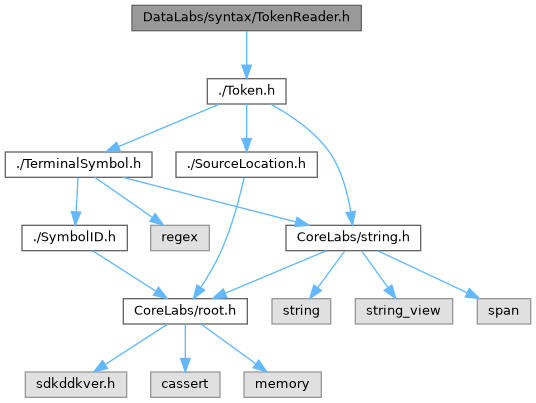 DataLabs/syntax/TokenReader.h
./Token.h
./TerminalSymbol.h
./SourceLocation.h
./SymbolID.h
regex
CoreLabs/string.h
CoreLabs/root.h
string
string_view
span
sdkddkver.h
cassert
memory